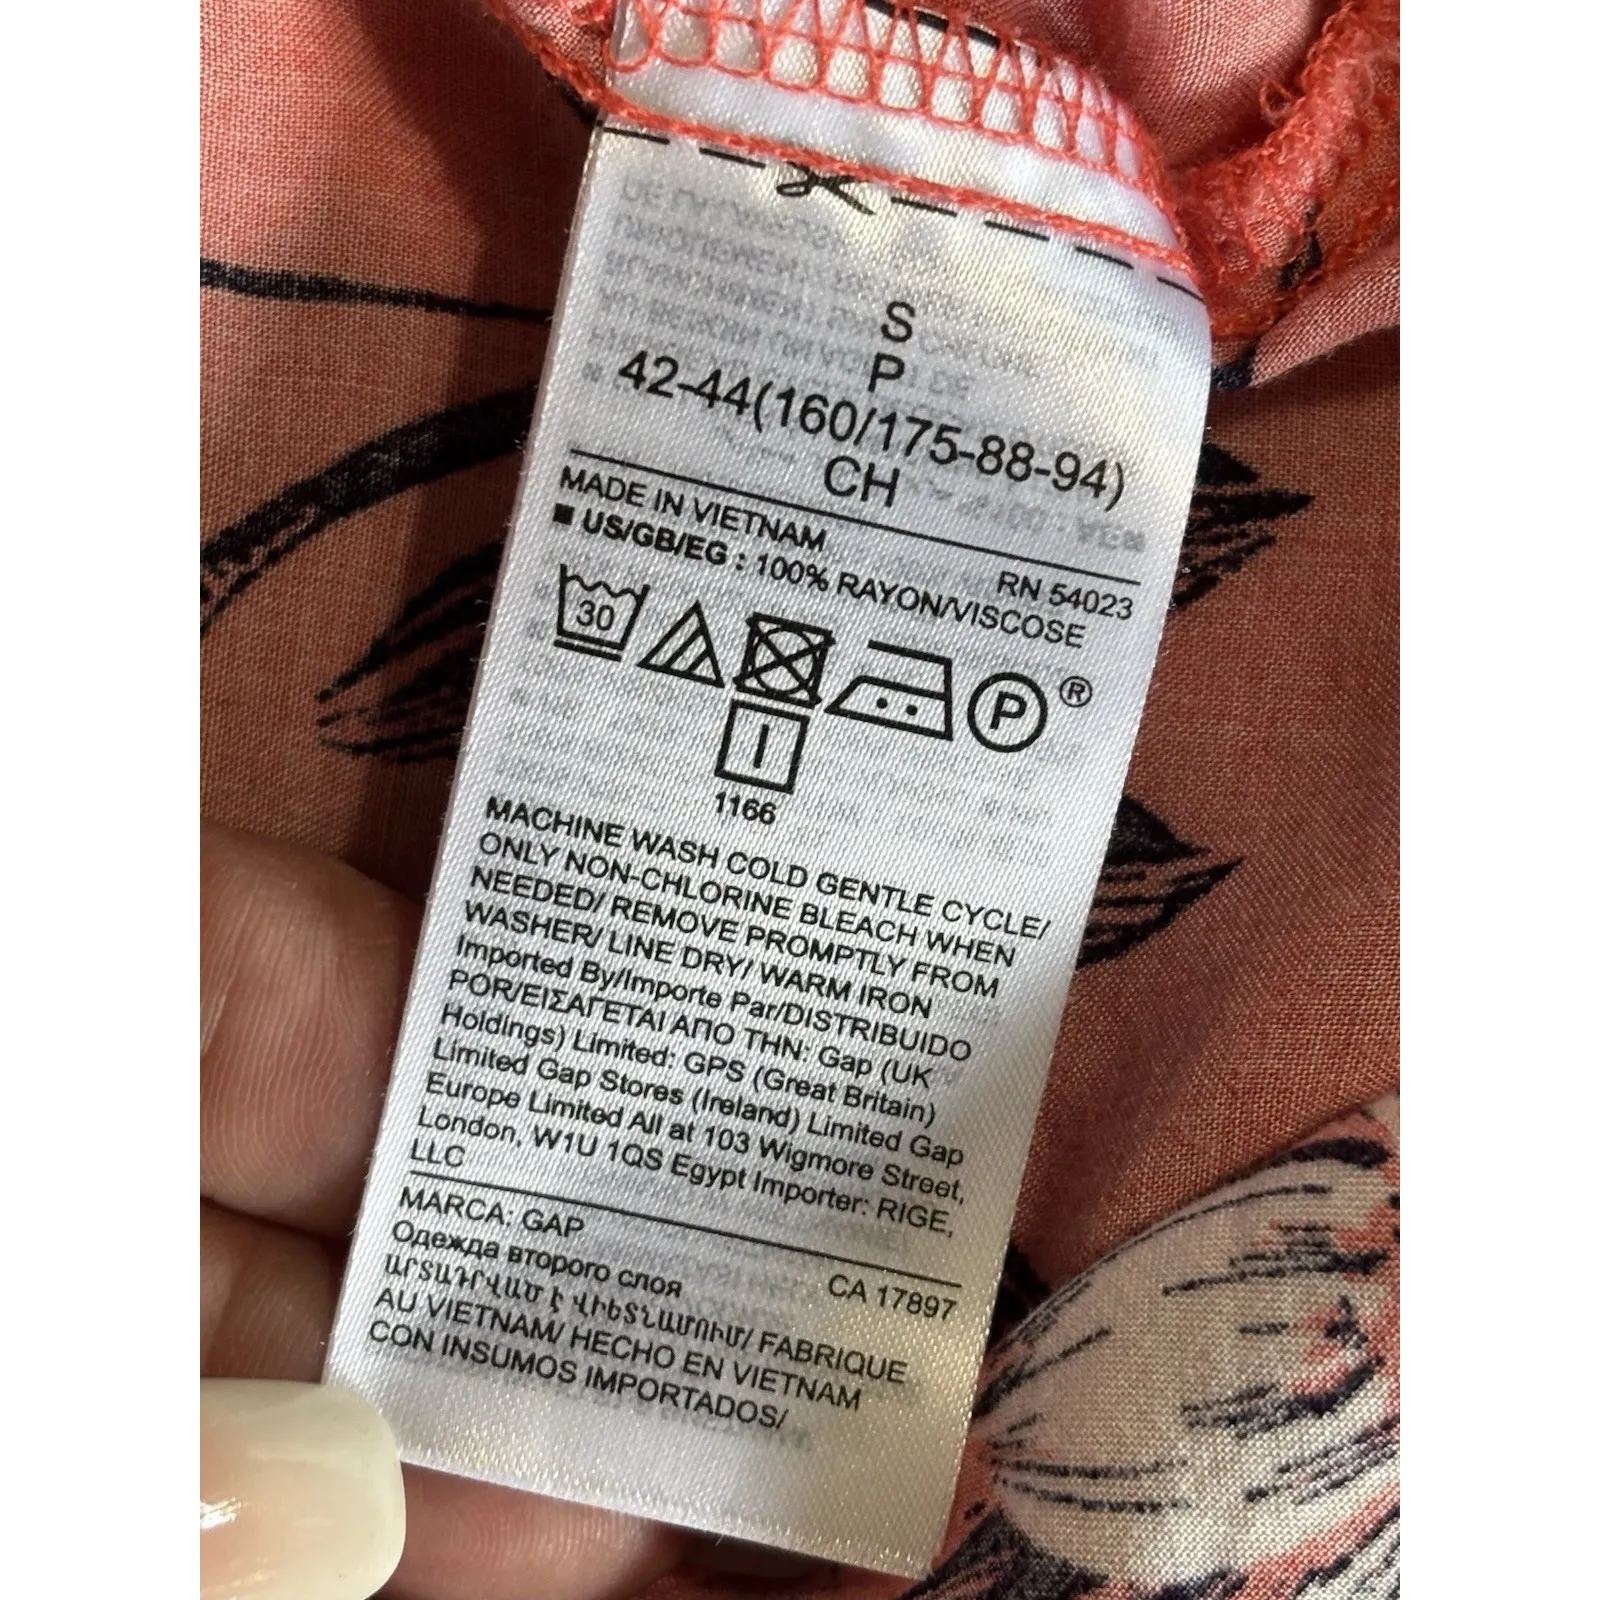 S
P
42-44(160/175-88-94)
CH
MADE IN VIETNAM
RN 54023
■ US/GB/EG : 100% RAYON/VISCOSE
30
P ®
1166
MACHINE WASH COLD GENTLE CYCLE/
ONLY NON-CHLORINE BLEACH WHEN
NEEDED/ REMOVE PROMPTLY FROM
WASHER/ LINE DRY/ WARM IRON
Imported By/Importe Par/DISTRIBUIDO
POR/ΕΙΣΑΓΕΤΑΙ ΑΠΟ ΤΗΝ: Gap (UK
Holdings) Limited: GPS (Great Britain)
Limited Gap Stores (Ireland) Limited Gap
Europe Limited All at 103 Wigmore Street,
London, W1U 1QS Egypt Importer: RIGE,
LLC
MARCA: GAP
CA 17897
Одежда второго слоя
ԱՐՏԱԴՐՎԱԾ Է ՎԻԵՏՆԱՄՈՒՄ/ FABRIQUE
AU VIETNAM/ HECHO EN VIETNAM
CON INSUMOS IMPORTADOS/